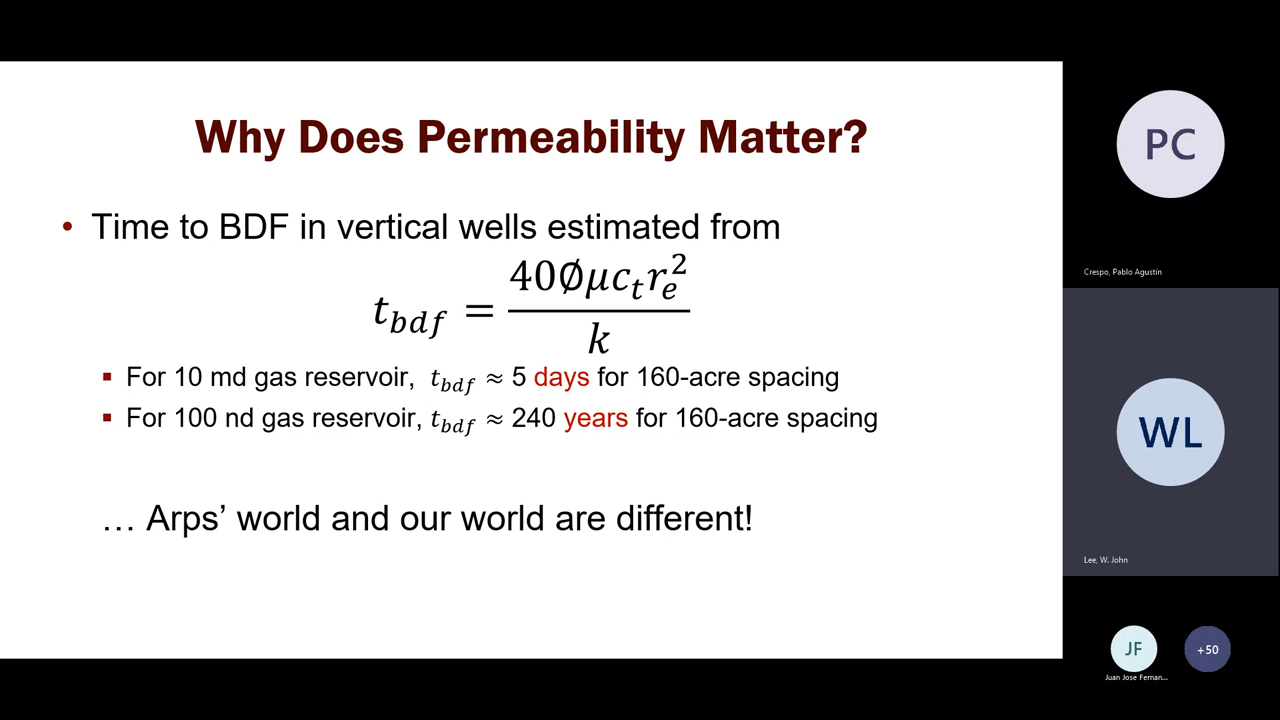 Why Does Permeability Matter?
• Time to BDF in vertical wells estimated from
t_bdf = 40∅μc_t r_e^2 / k
▪ For 10 md gas reservoir, t_bdf ≈ 5 days for 160-acre spacing
▪ For 100 nd gas reservoir, t_bdf ≈ 240 years for 160-acre spacing
… Arps’ world and our world are different!
PC
Crespo, Pablo Agustín
WL
Lee, W. John
JF
+50
Juan Jose Fernan...